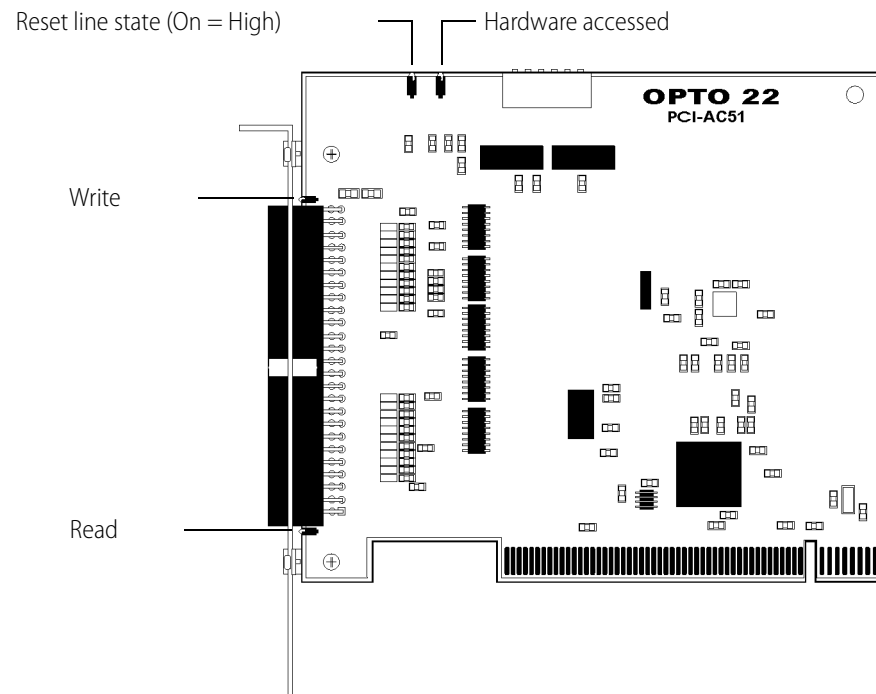 Reset line state (On = High)
Hardware accessed
OPTO 22
PCI-AC51
Write
Read